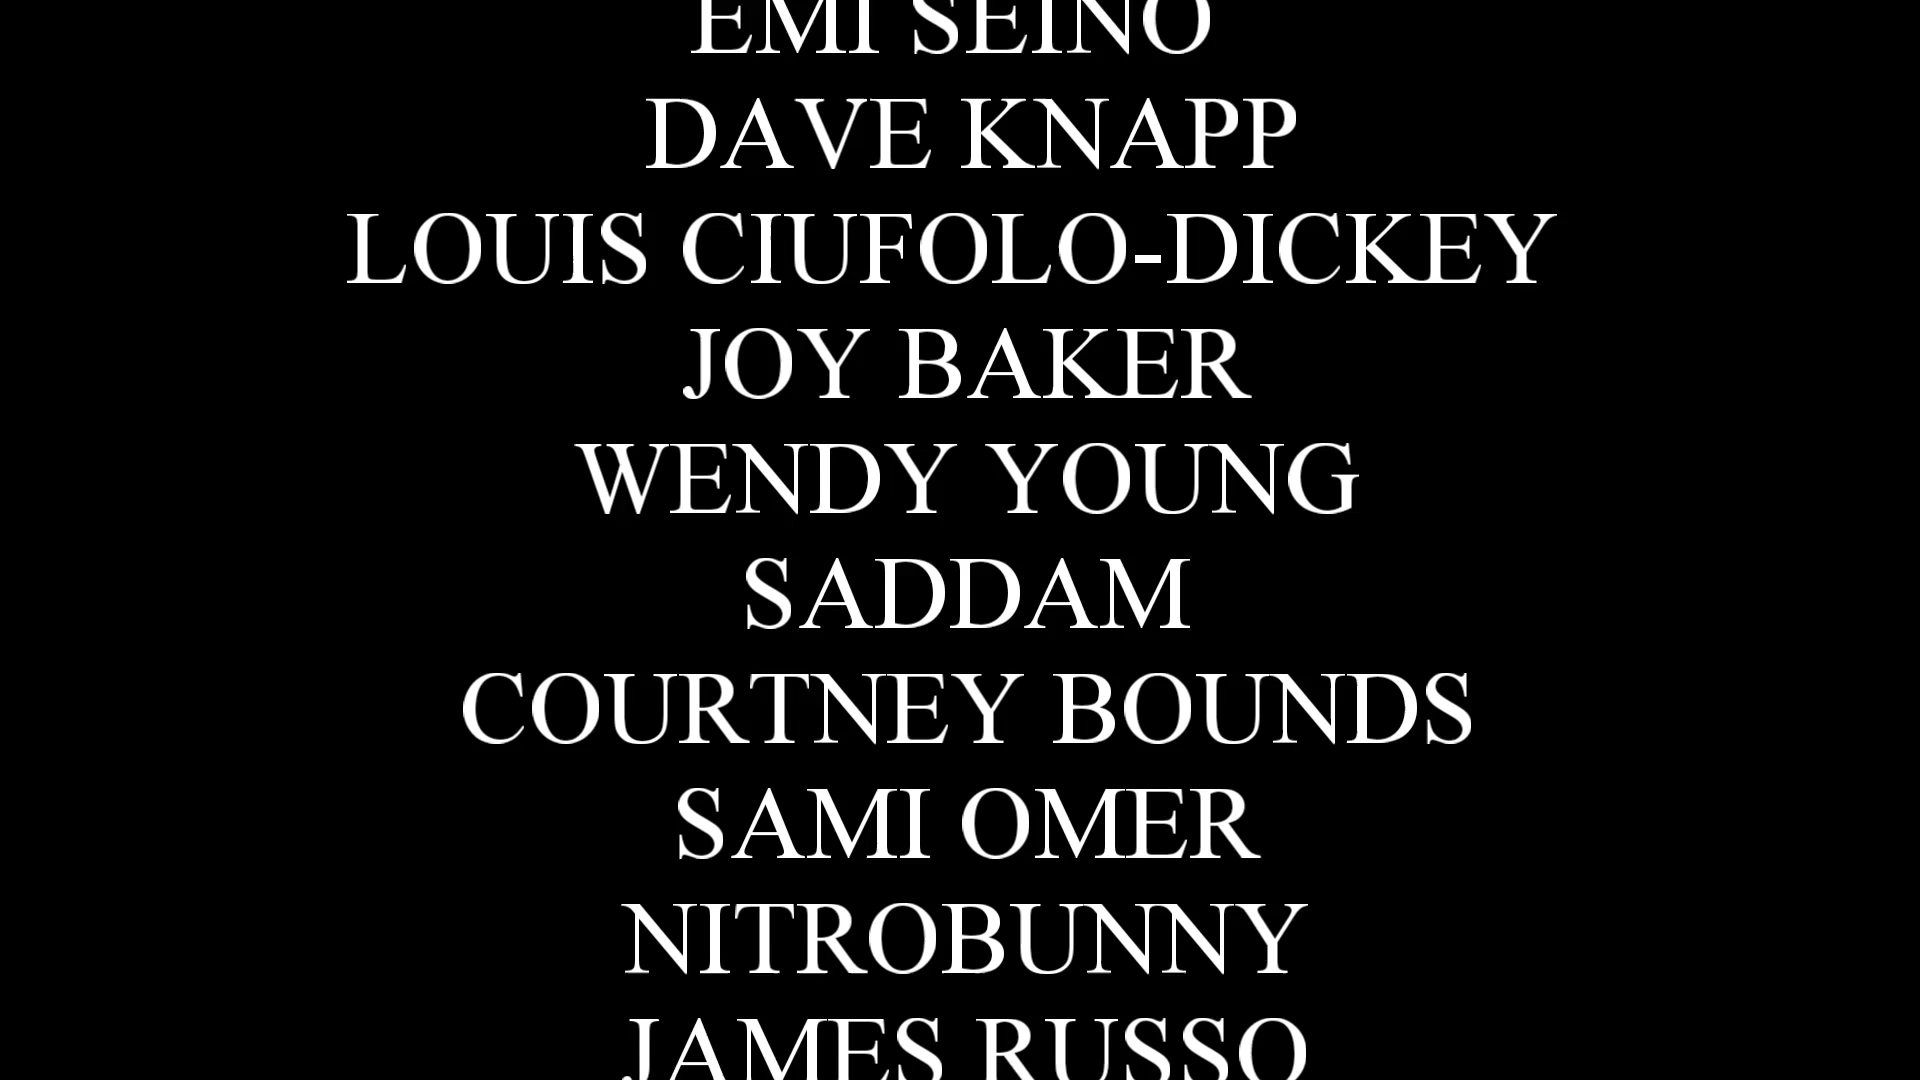 EMI SEINO
DAVE KNAPP
LOUIS CIUFOLO-DICKEY
JOY BAKER
WENDY YOUNG
SADDAM
COURTNEY BOUNDS
SAMI OMER
NITROBUNNY
JAMES RUSSO